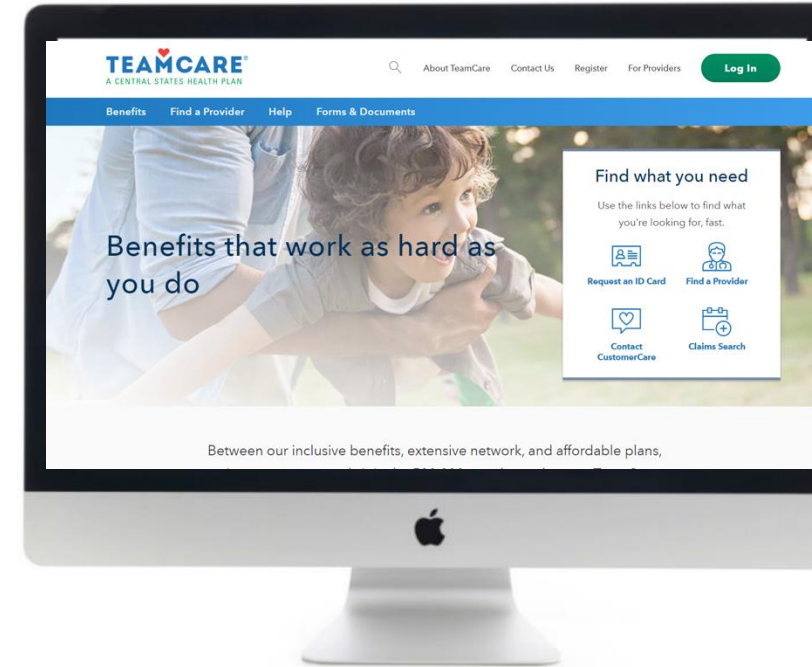 TEAMCARE®
A CENTRAL STATES HEALTH PLAN
About TeamCare Contact Us Register For Providers Log In
Benefits Find a Provider Help Forms & Documents
Benefits that work as hard as
you do
Find what you need
Use the links below to find what
you're looking for, fast.
Request an ID Card Find a Provider
Contact
CustomerCare
Claims Search
Between our inclusive benefits, extensive network, and affordable plans,